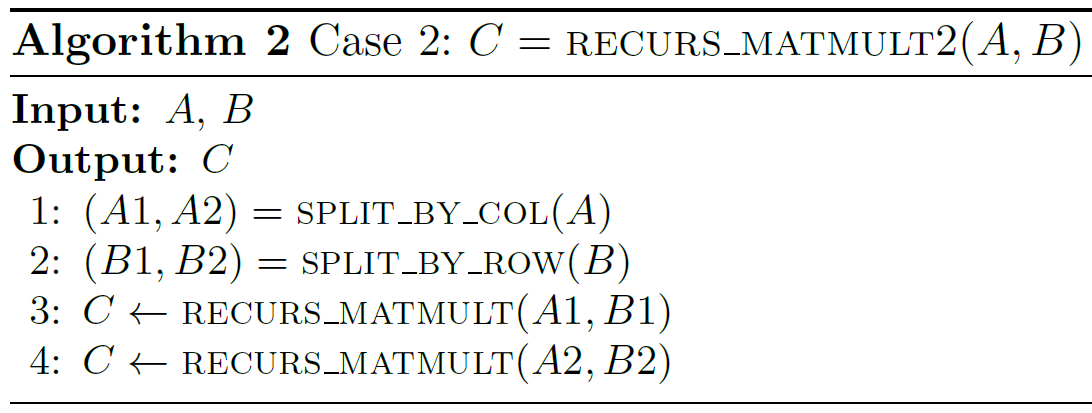 Algorithm 2 Case 2: C = RECURS_MATMULT2(A, B)
Input: A, B
Output: C
1: (A1, A2) = SPLIT_BY_COL(A)
2: (B1, B2) = SPLIT_BY_ROW(B)
3: C ← RECURS_MATMULT(A1, B1)
4: C ← RECURS_MATMULT(A2, B2)